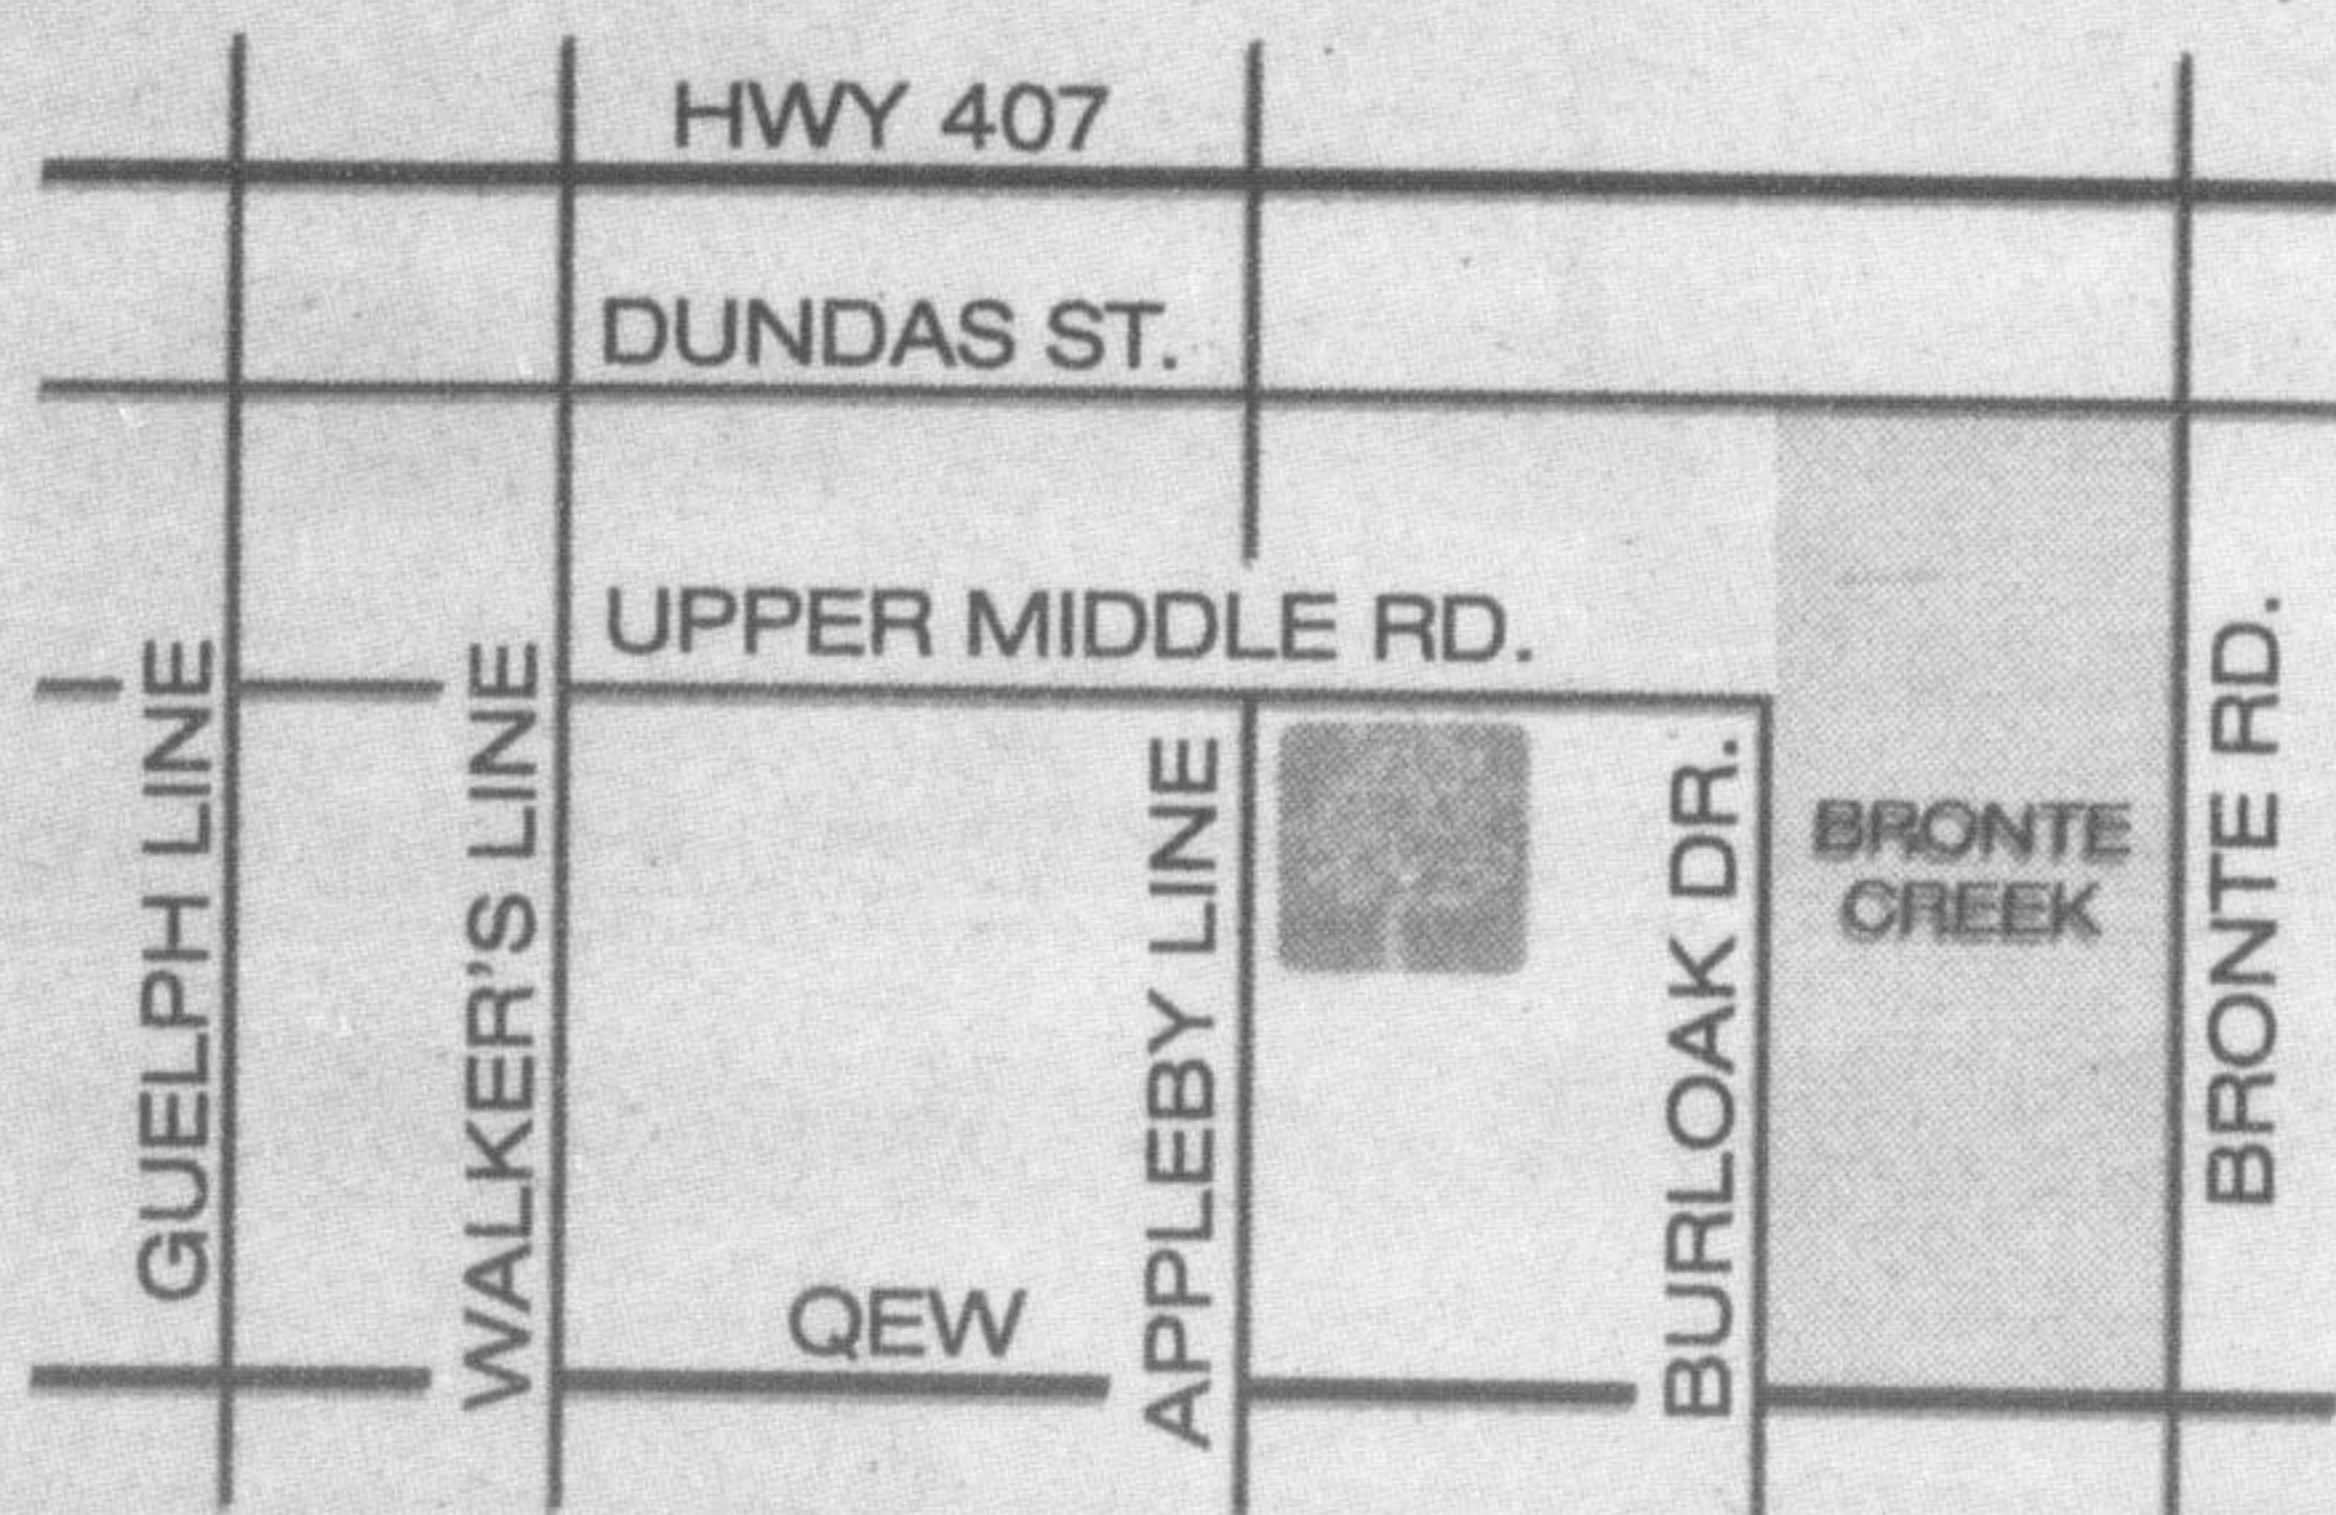 HWY 407
DUNDAS ST.
UPPER MIDDLE RD.
GUELPH LINE
WALKER'S LINE
APPLEBY LINE
BURLOAK DR.
BRONTE
CREEK
BRONTE RD.
QEW